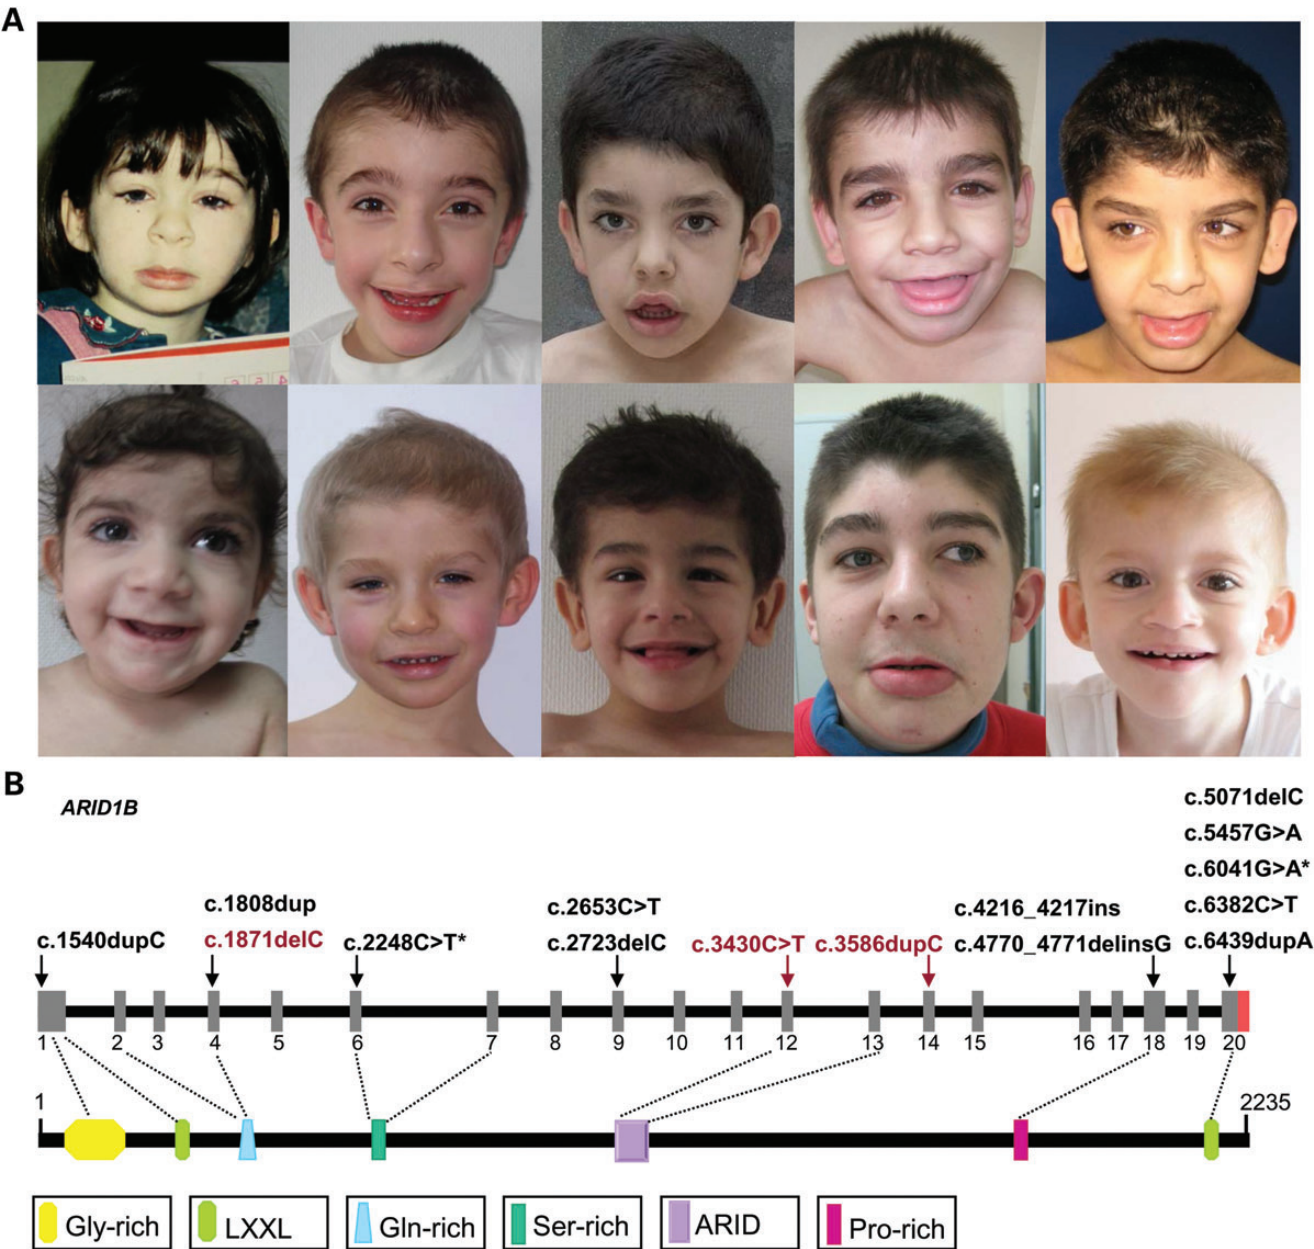 A
B
ARID1B
c.5071delC
c.5457G>A
c.6041G>A*
c.1808dup
c.2653C>T
c.4216_4217ins
c.6382C>T
c.1540dupC
c.1871delC
c.2248C>T*
c.2723delC
c.3430C>T
c.3586dupC
c.4770_4771delinsG
c.6439dupA
1 2 3 4 5 6 7 8 9 10 11 12 13 14 15 16 17 18 19 20
1 2235
Gly-rich LXXL Gln-rich Ser-rich ARID Pro-rich